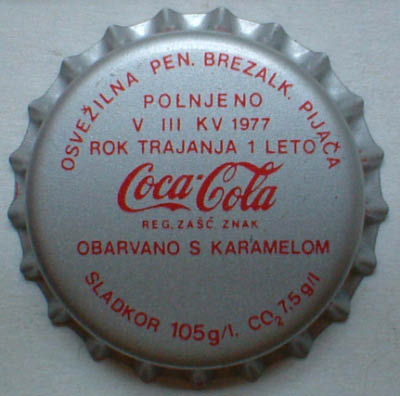 OSVEŽILNA PEN. BREZALK. PIJAČA
POLNJENO
V III KV 1977
ROK TRAJANJA 1 LETO
Coca-Cola
REG. ZAŠČ. ZNAK
OBARVANO S KARAMELOM
SLADKOR 105g/l, CO₂ 7,5 g/l